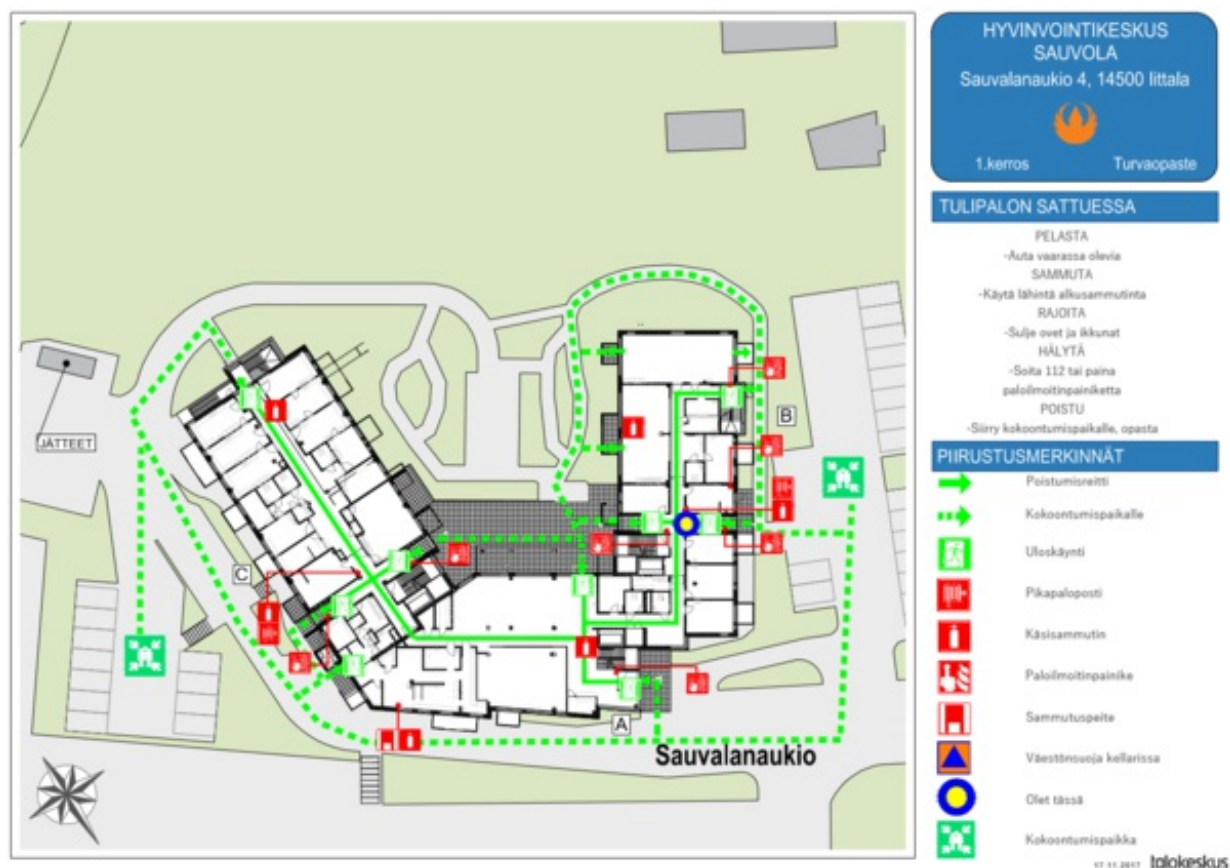 HYVINVOINTIKESKUS
SAUVOLA
Sauvalanaukio 4, 14500 Iittala
1.kerros Turvaopaste
TULIPALON SATTUESSA
PELASTA
-Auta vaarassa olevia
SAMMUTA
-Käytä lähintä alkusammutinta
RAJOITA
-Sulje ovet ja ikkunat
HÄLYTÄ
-Soita 112 tai paina
paloilmoitinpainiketta
POISTU
-Siirry kokoontumispaikalle, opasta
PIIRUSTUSMERKINNÄT
Poistumisreitti
Kokoontumispaikalle
Uloskäynti
Pikapaloposti
Käsisammutin
Paloilmoitinpainike
Sammutuspeite
Väestönsuoja kellarissa
Olet tässä
Kokoontumispaikka
17.11.2017 talokeskus
JÄTTEET
B
C
A
Sauvalanaukio